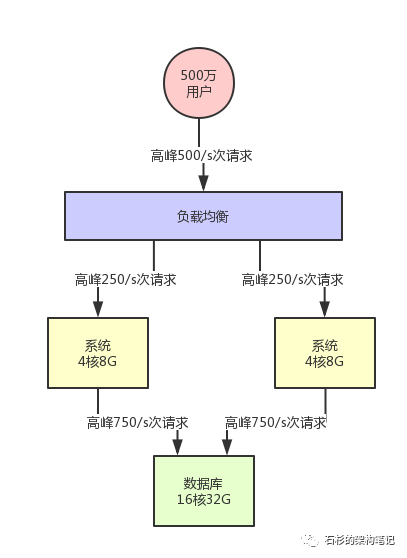 500万
用户
高峰500/s次请求
负载均衡
高峰250/s次请求
高峰250/s次请求
系统
4核8G
系统
4核8G
高峰750/s次请求
高峰750/s次请求
数据库
16核32G
石杉的架构笔记